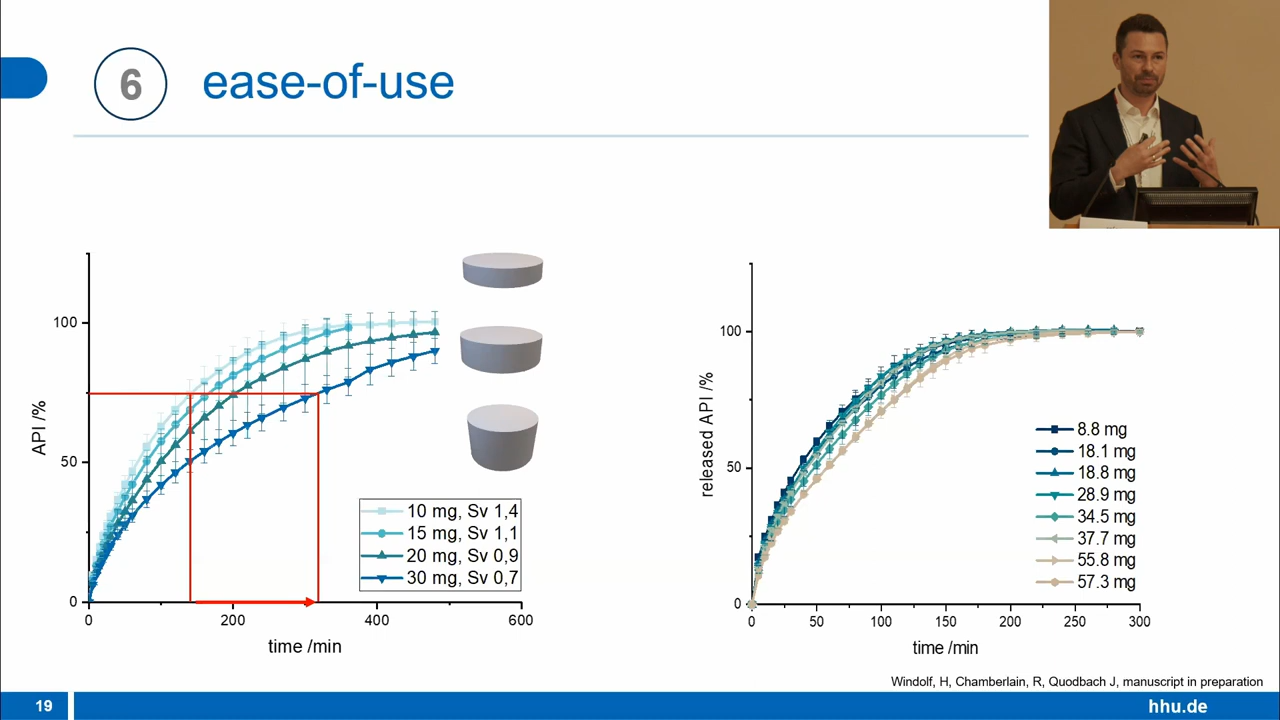 6
ease-of-use
100
50
0
API /%
0
200
400
600
time /min
10 mg, Sv 1,4
15 mg, Sv 1,1
20 mg, Sv 0,9
30 mg, Sv 0,7
100
50
0
released API /%
0
50
100
150
200
250
300
time /min
8.8 mg
18.1 mg
18.8 mg
28.9 mg
34.5 mg
37.7 mg
55.8 mg
57.3 mg
Windolf, H, Chamberlain, R, Quodbach J, manuscript in preparation
19
hhu.de